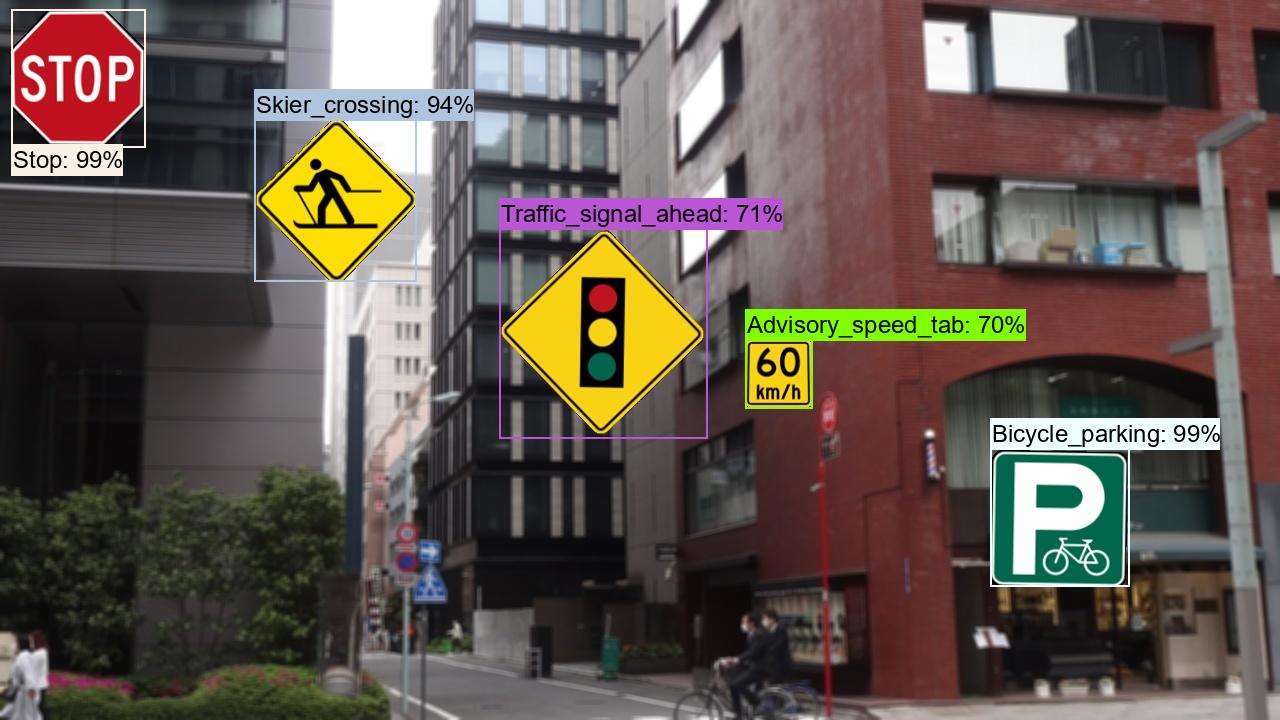 STOP
Stop: 99%
Skier_crossing: 94%
Traffic_signal_ahead: 71%
Advisory_speed_tab: 70%
60
km/h
Bicycle_parking: 99%
P